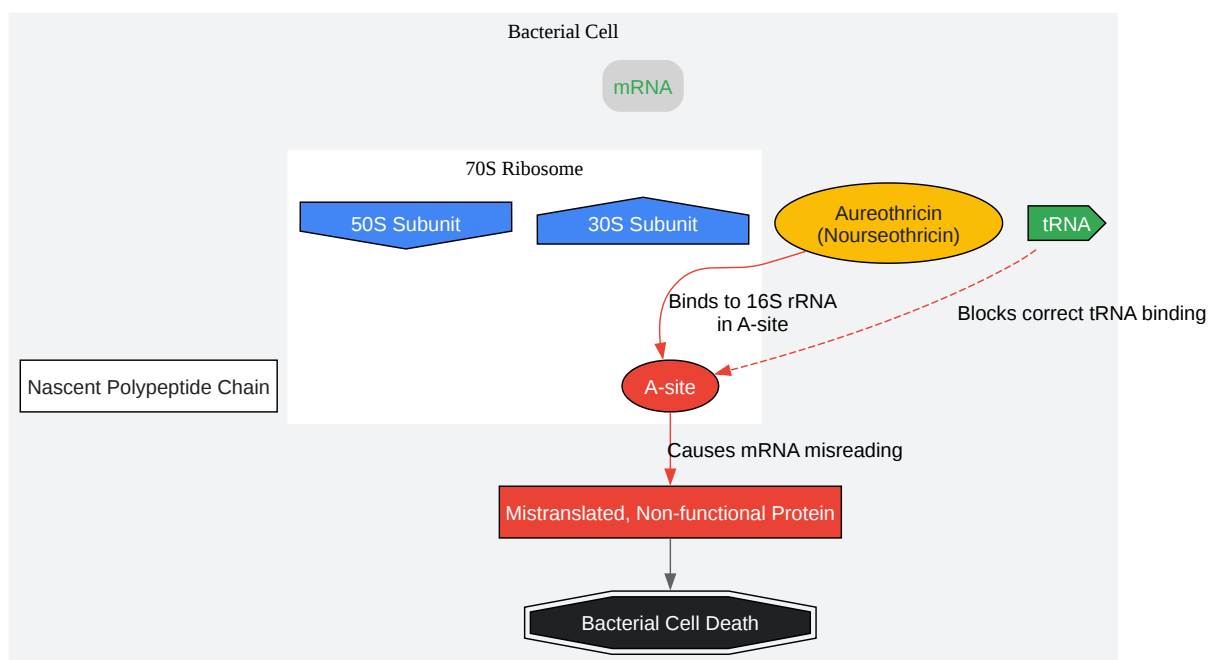 Bacterial Cell
mRNA
70S Ribosome
50S Subunit
30S Subunit
Aureothricin
(Nourseothricin)
tRNA
Binds to 16S rRNA
in A-site
Blocks correct tRNA binding
Nascent Polypeptide Chain
A-site
Causes mRNA misreading
Mistranslated, Non-functional Protein
Bacterial Cell Death